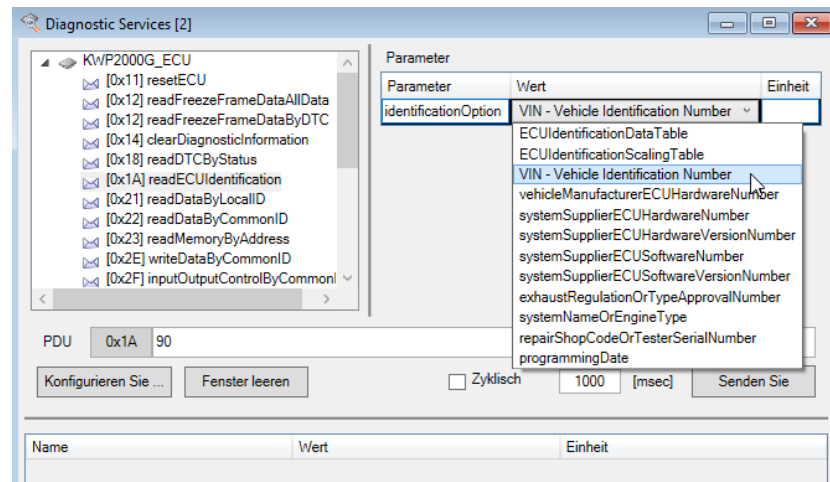 Diagnostic Services [2]
KWP2000G_ECU
[0x11] resetECU
[0x12] readFreezeFrameDataAllData
[0x12] readFreezeFrameDataByDTC
[0x14] clearDiagnosticInformation
[0x18] readDTCByStatus
[0x1A] readECUIdentification
[0x21] readDataByLocalID
[0x22] readDataByCommonID
[0x23] readMemoryByAddress
[0x2E] writeDataByCommonID
[0x2F] inputOutputControlByCommonI
Parameter
Parameter Wert Einheit
identificationOption VIN - Vehicle Identification Number
ECUIdentificationDataTable
ECUIdentificationScalingTable
VIN - Vehicle Identification Number
vehicleManufacturerECUHardwareNumber
systemSupplierECUHardwareNumber
systemSupplierECUHardwareVersionNumber
systemSupplierECUSoftwareNumber
systemSupplierECUSoftwareVersionNumber
exhaustRegulationOrTypeApprovalNumber
systemNameOrEngineType
repairShopCodeOrTesterSerialNumber
programmingDate
PDU 0x1A 90
Konfigurieren Sie ... Fenster leeren Zyklisch 1000 [msec] Senden Sie
Name Wert Einheit